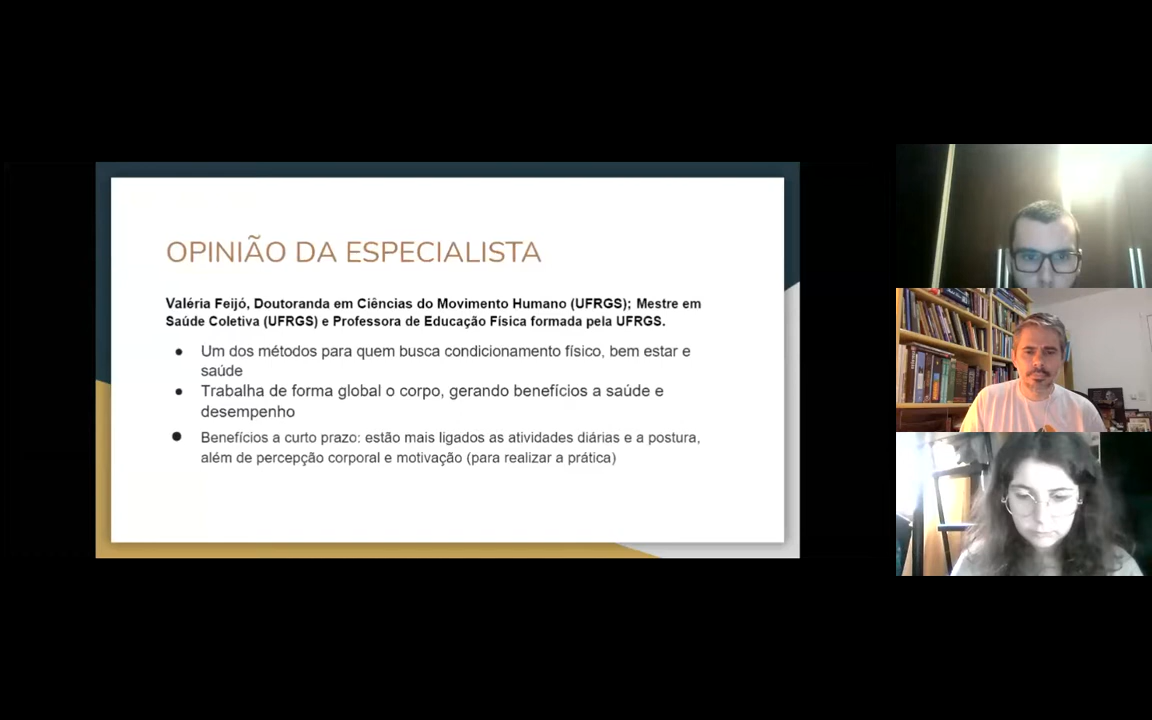 OPINIÃO DA ESPECIALISTA
Valéria Feijó, Doutoranda em Ciências do Movimento Humano (UFRGS); Mestre em
Saúde Coletiva (UFRGS) e Professora de Educação Física formada pela UFRGS.
● Um dos métodos para quem busca condicionamento físico, bem estar e
saúde
● Trabalha de forma global o corpo, gerando benefícios a saúde e
desempenho
● Benefícios a curto prazo: estão mais ligados as atividades diárias e a postura,
além de percepção corporal e motivação (para realizar a prática)